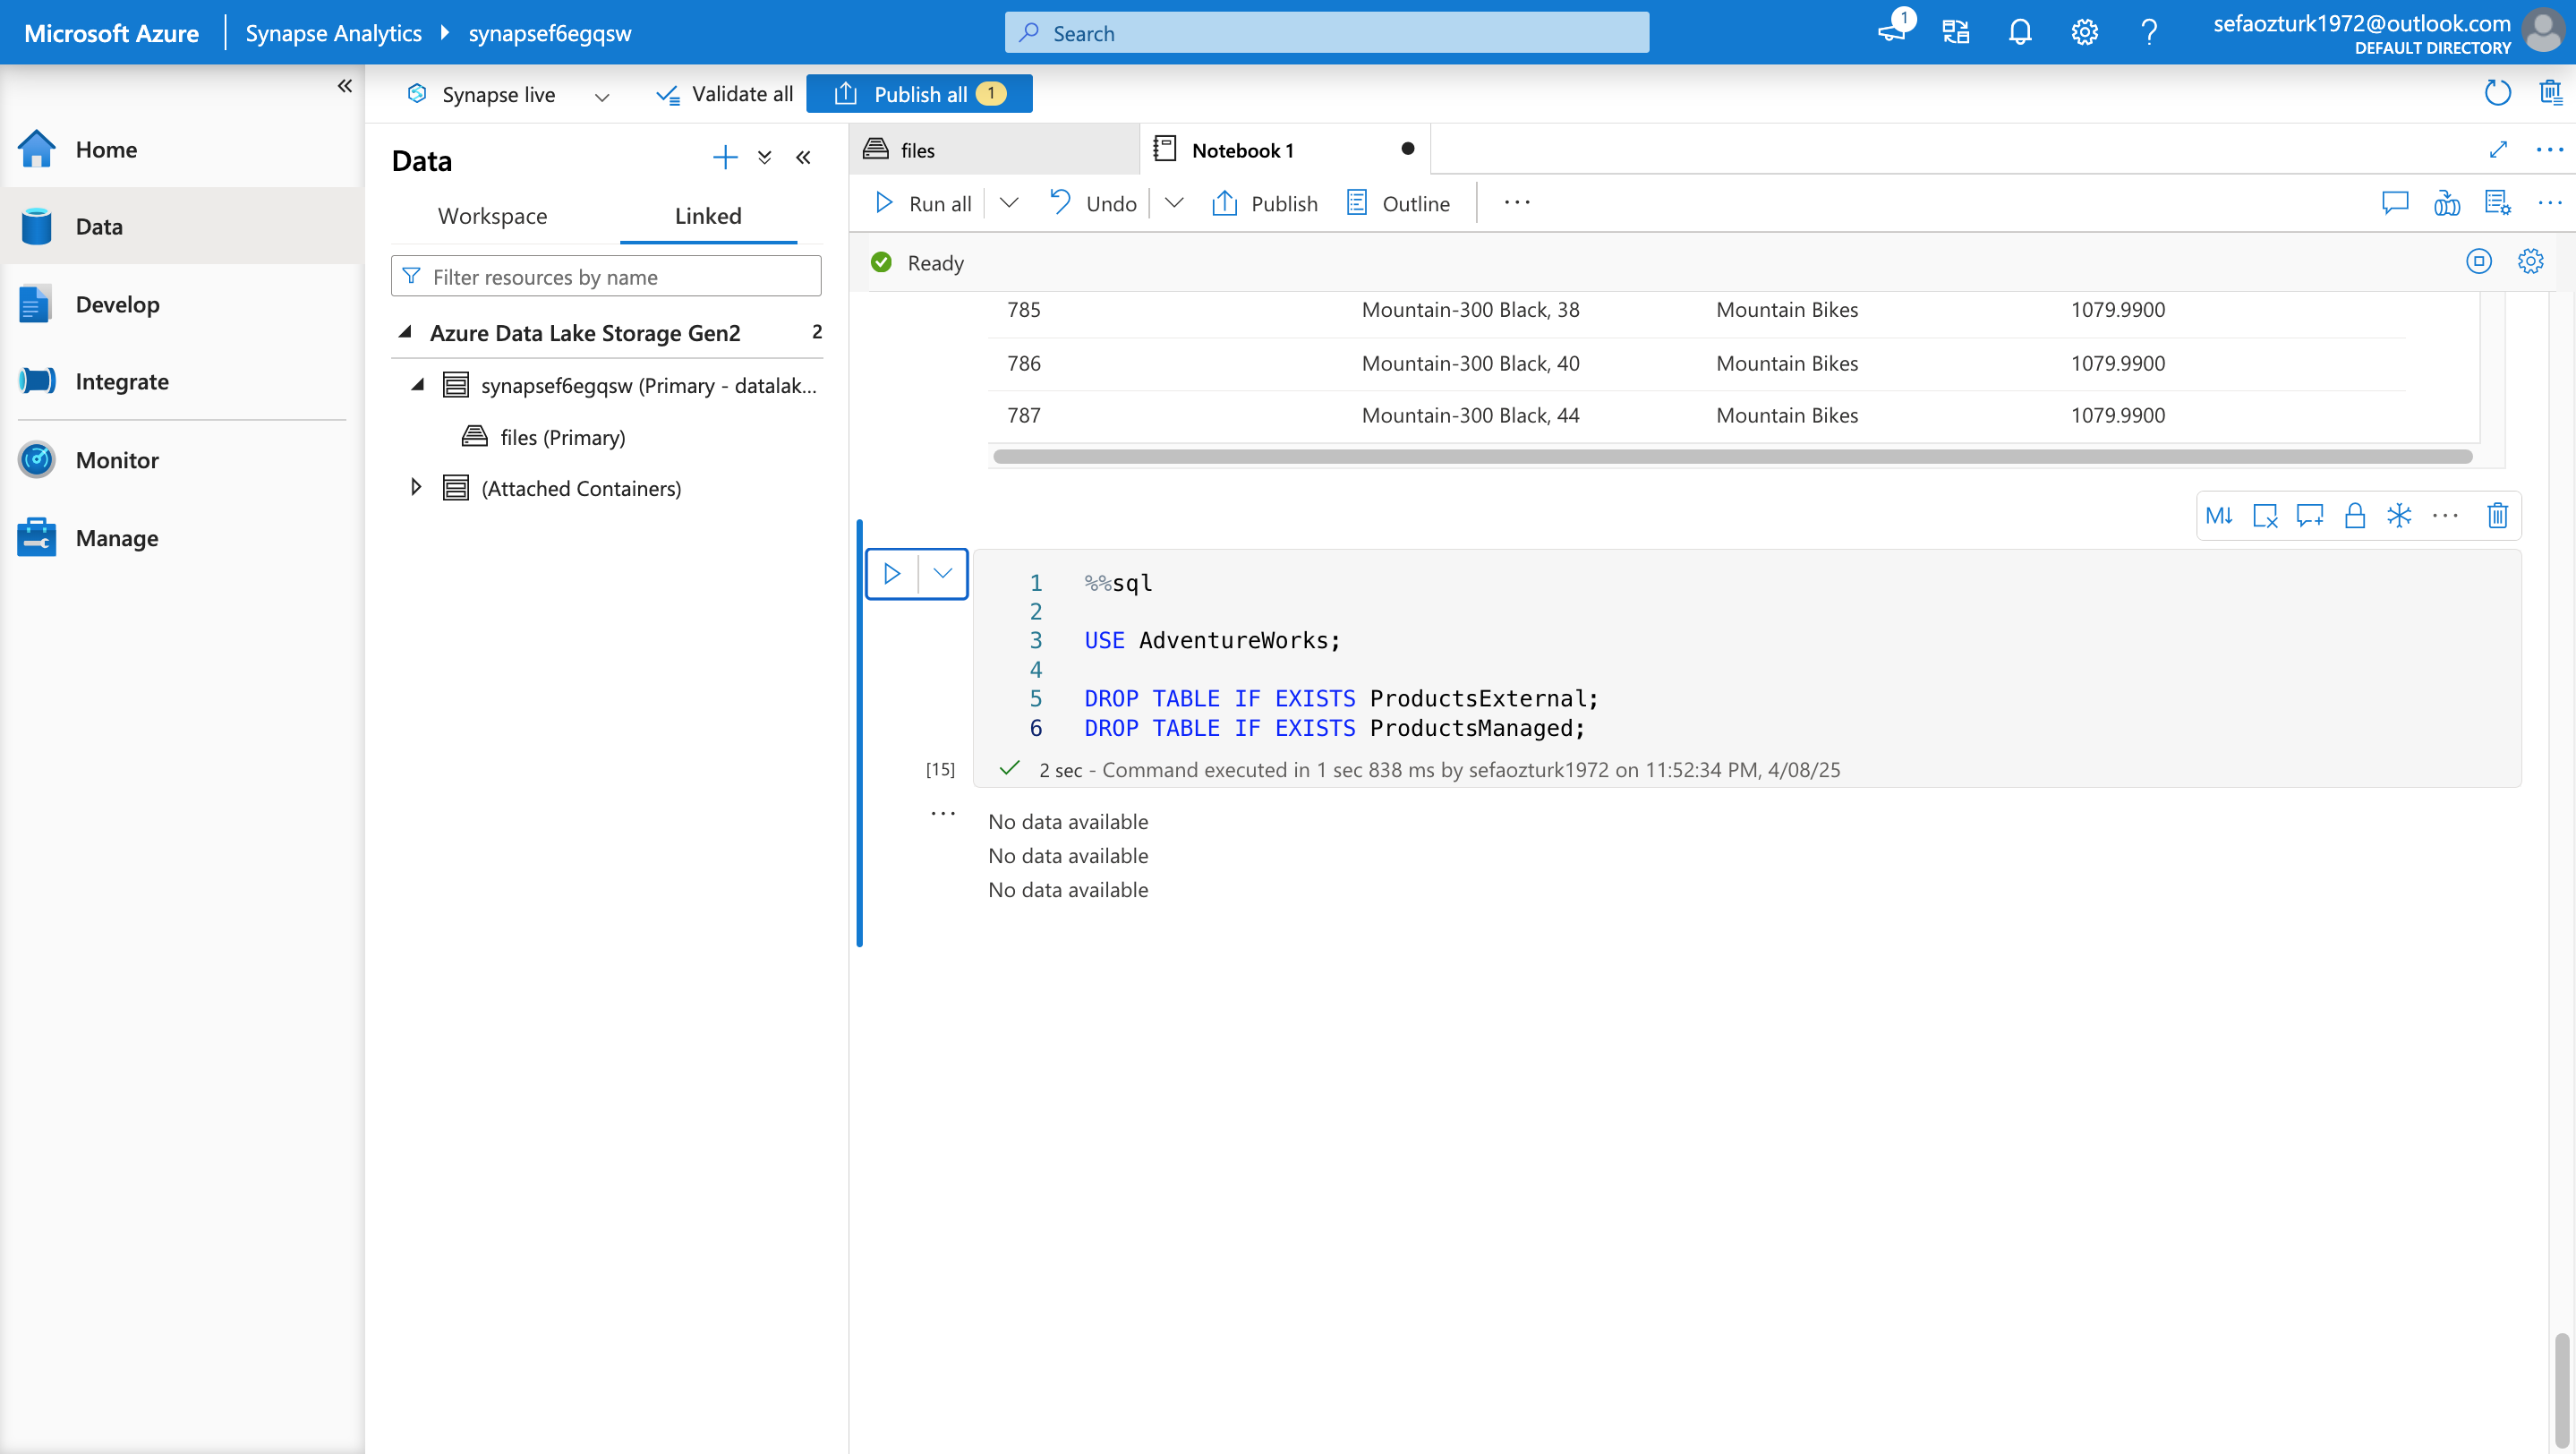 Microsoft Azure
Synapse Analytics
synapsef6egqsw
Search
1
sefaozturk1972@outlook.com
DEFAULT DIRECTORY
Synapse live
Validate all
Publish all 1
Home
Data
Develop
Integrate
Monitor
Manage
Data
Workspace
Linked
Filter resources by name
Azure Data Lake Storage Gen2 2
synapsef6egqsw (Primary - datalak...
files (Primary)
(Attached Containers)
files
Notebook 1
Run all
Undo
Publish
Outline
Ready
785 Mountain-300 Black, 38 Mountain Bikes 1079.9900
786 Mountain-300 Black, 40 Mountain Bikes 1079.9900
787 Mountain-300 Black, 44 Mountain Bikes 1079.9900
M↓
1 %%sql
2
3 USE AdventureWorks;
4
5 DROP TABLE IF EXISTS ProductsExternal;
6 DROP TABLE IF EXISTS ProductsManaged;
[15] 2 sec - Command executed in 1 sec 838 ms by sefaozturk1972 on 11:52:34 PM, 4/08/25
No data available
No data available
No data available